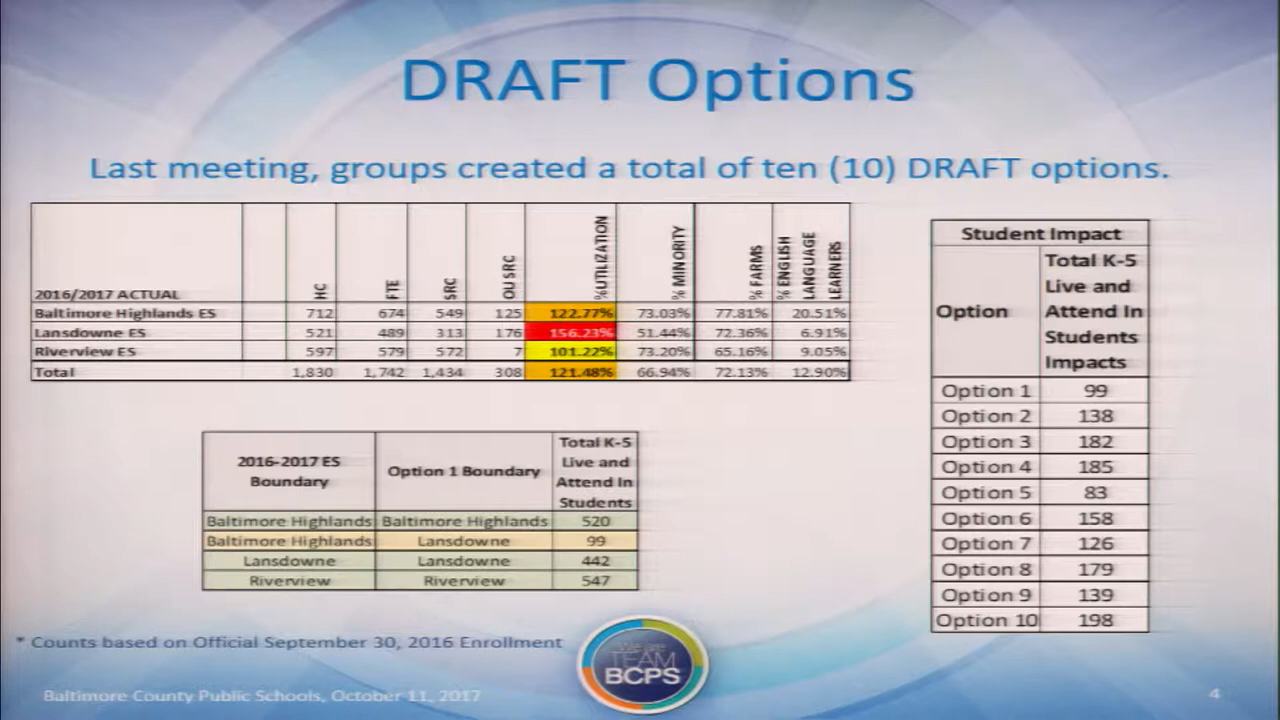 DRAFT Options
Last meeting, groups created a total of ten (10) DRAFT options.
2016/2017 ACTUAL HC FTE SRC OU SRC %UTILIZATION % MINORITY % FARMS % ENGLISH LANGUAGE LEARNERS
Baltimore Highlands ES 712 674 549 125 122.77% 73.03% 77.81% 20.51%
Lansdowne ES 521 489 313 176 156.23% 51.44% 72.36% 6.91%
Riverview ES 597 579 572 7 101.22% 73.20% 65.16% 9.05%
Total 1,830 1,742 1,434 308 121.48% 66.94% 72.13% 12.90%
2016-2017 ES Boundary Option 1 Boundary Total K-5 Live and Attend In Students
Baltimore Highlands Baltimore Highlands 520
Baltimore Highlands Lansdowne 99
Lansdowne Lansdowne 442
Riverview Riverview 547
Student Impact
Option Total K-5 Live and Attend In Students Impacts
Option 1 99
Option 2 138
Option 3 182
Option 4 185
Option 5 83
Option 6 158
Option 7 126
Option 8 179
Option 9 139
Option 10 198
* Counts based on Official September 30, 2016 Enrollment
TEAM
BCPS
Baltimore County Public Schools, October 11, 2017
4